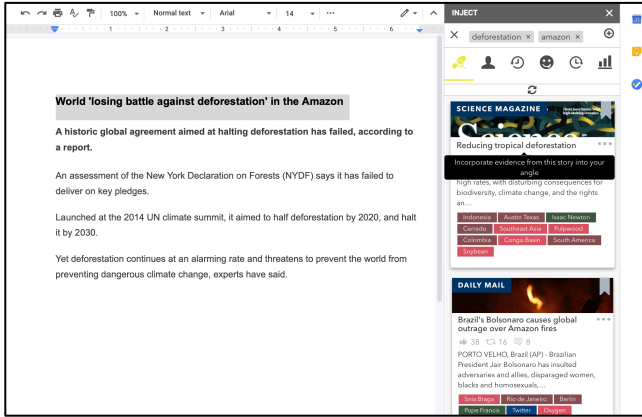 100% Normal text Arial 14
1 2 3 4 5 6
World 'losing battle against deforestation' in the Amazon
A historic global agreement aimed at halting deforestation has failed, according to
a report.
An assessment of the New York Declaration on Forests (NYDF) says it has failed to
deliver on key pledges.
Launched at the 2014 UN climate summit, it aimed to half deforestation by 2020, and halt
it by 2030.
Yet deforestation continues at an alarming rate and threatens to prevent the world from
preventing dangerous climate change, experts have said.
INJECT
deforestation × amazon ×
SCIENCE MAGAZINE
Reducing tropical deforestation
Incorporate evidence from this story into your
angle
high rates, with disturbing consequences for
biodiversity, climate change, and the rights
an...
Indonesia Austin Texas Isaac Newton
Cerrado Southeast Asia Pulpwood
Colombia Congo Basin South America
Soybean
DAILY MAIL
Brazil's Bolsonaro causes global
outrage over Amazon fires
38 16 8
PORTO VELHO, Brazil (AP) - Brazilian
President Jair Bolsonaro has insulted
adversaries and allies, disparaged women,
blacks and homosexuals,...
Snia Braga Rio de Janeiro Berlin
Pope Francis Twitter Oxygen